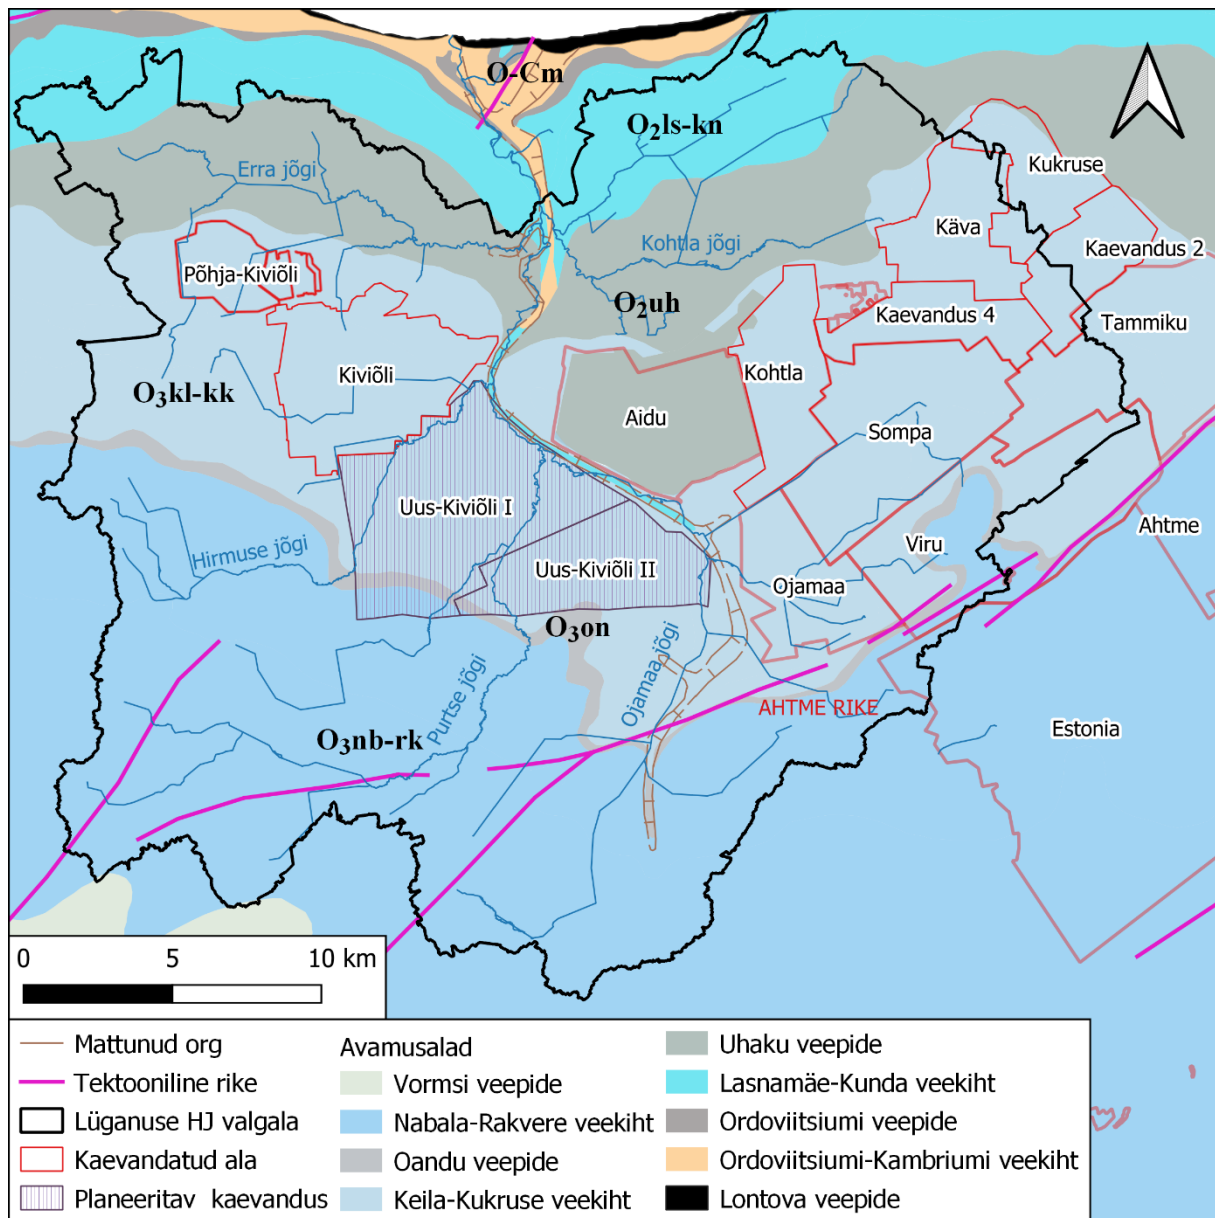 O-Cm
O₂ls-kn
Kukruse
Erra jõgi
Käva
Kohtla jõgi
Kaevandus 2
Põhja-Kiviõli
O₂uh
Kaevandus 4
Tammiku
Kiviõli
Kohtla
O₃kl-kk
Aidu
Sompa
Uus-Kiviõli I
Ahtme
Hirmuse jõgi
Viru
Uus-Kiviõli II
Ojamaa
O₃on
Ojamaa jõgi
Purtse jõgi
AHTME RIKE
O₃nb-rk
Estonia
0 5 10 km
Mattunud org
Tektooniline rike
Lüganuse HJ valgala
Kaevandatud ala
Planeeritav kaevandus
Avamusalad
Vormsi veepide
Nabala-Rakvere veekiht
Oandu veepide
Keila-Kukruse veekiht
Uhaku veepide
Lasnamäe-Kunda veekiht
Ordoviitsiumi veepide
Ordoviitsiumi-Kambriumi veekiht
Lontova veepide